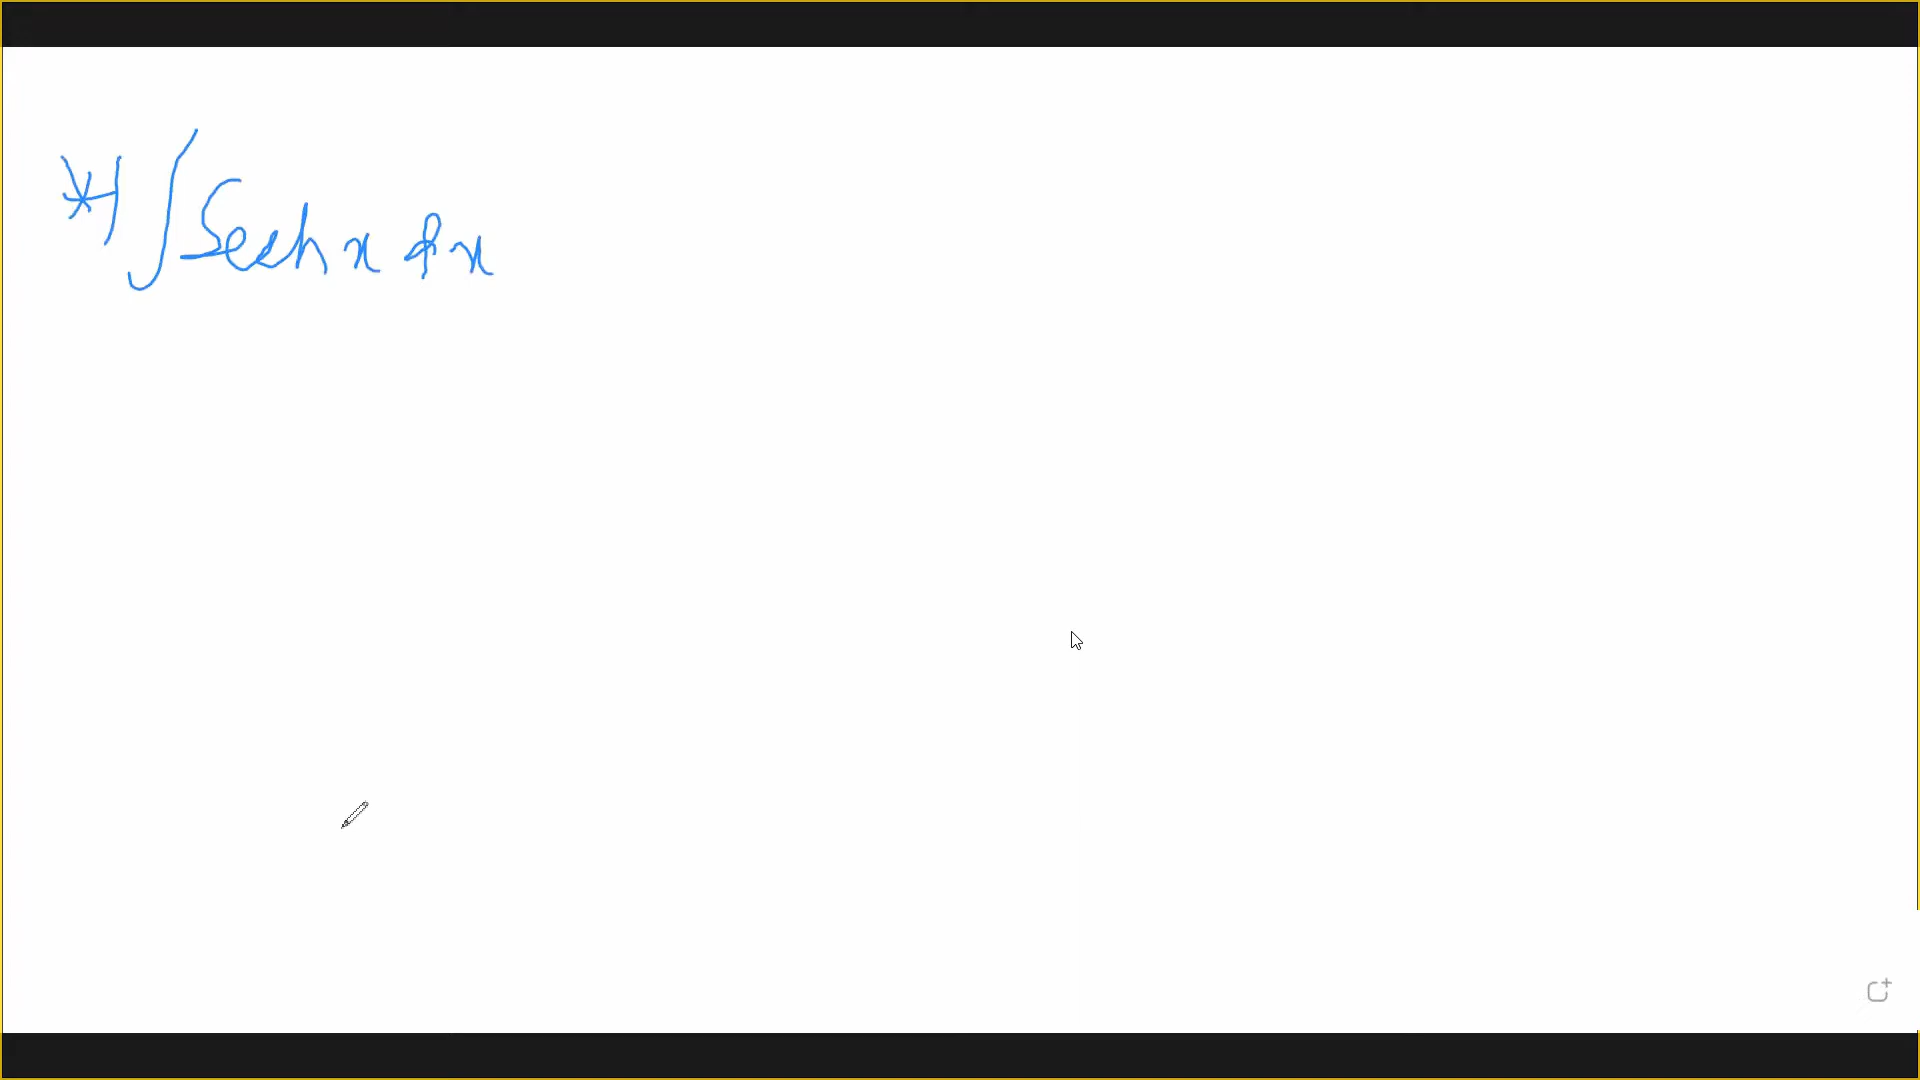 *) ∫ Sech x dx